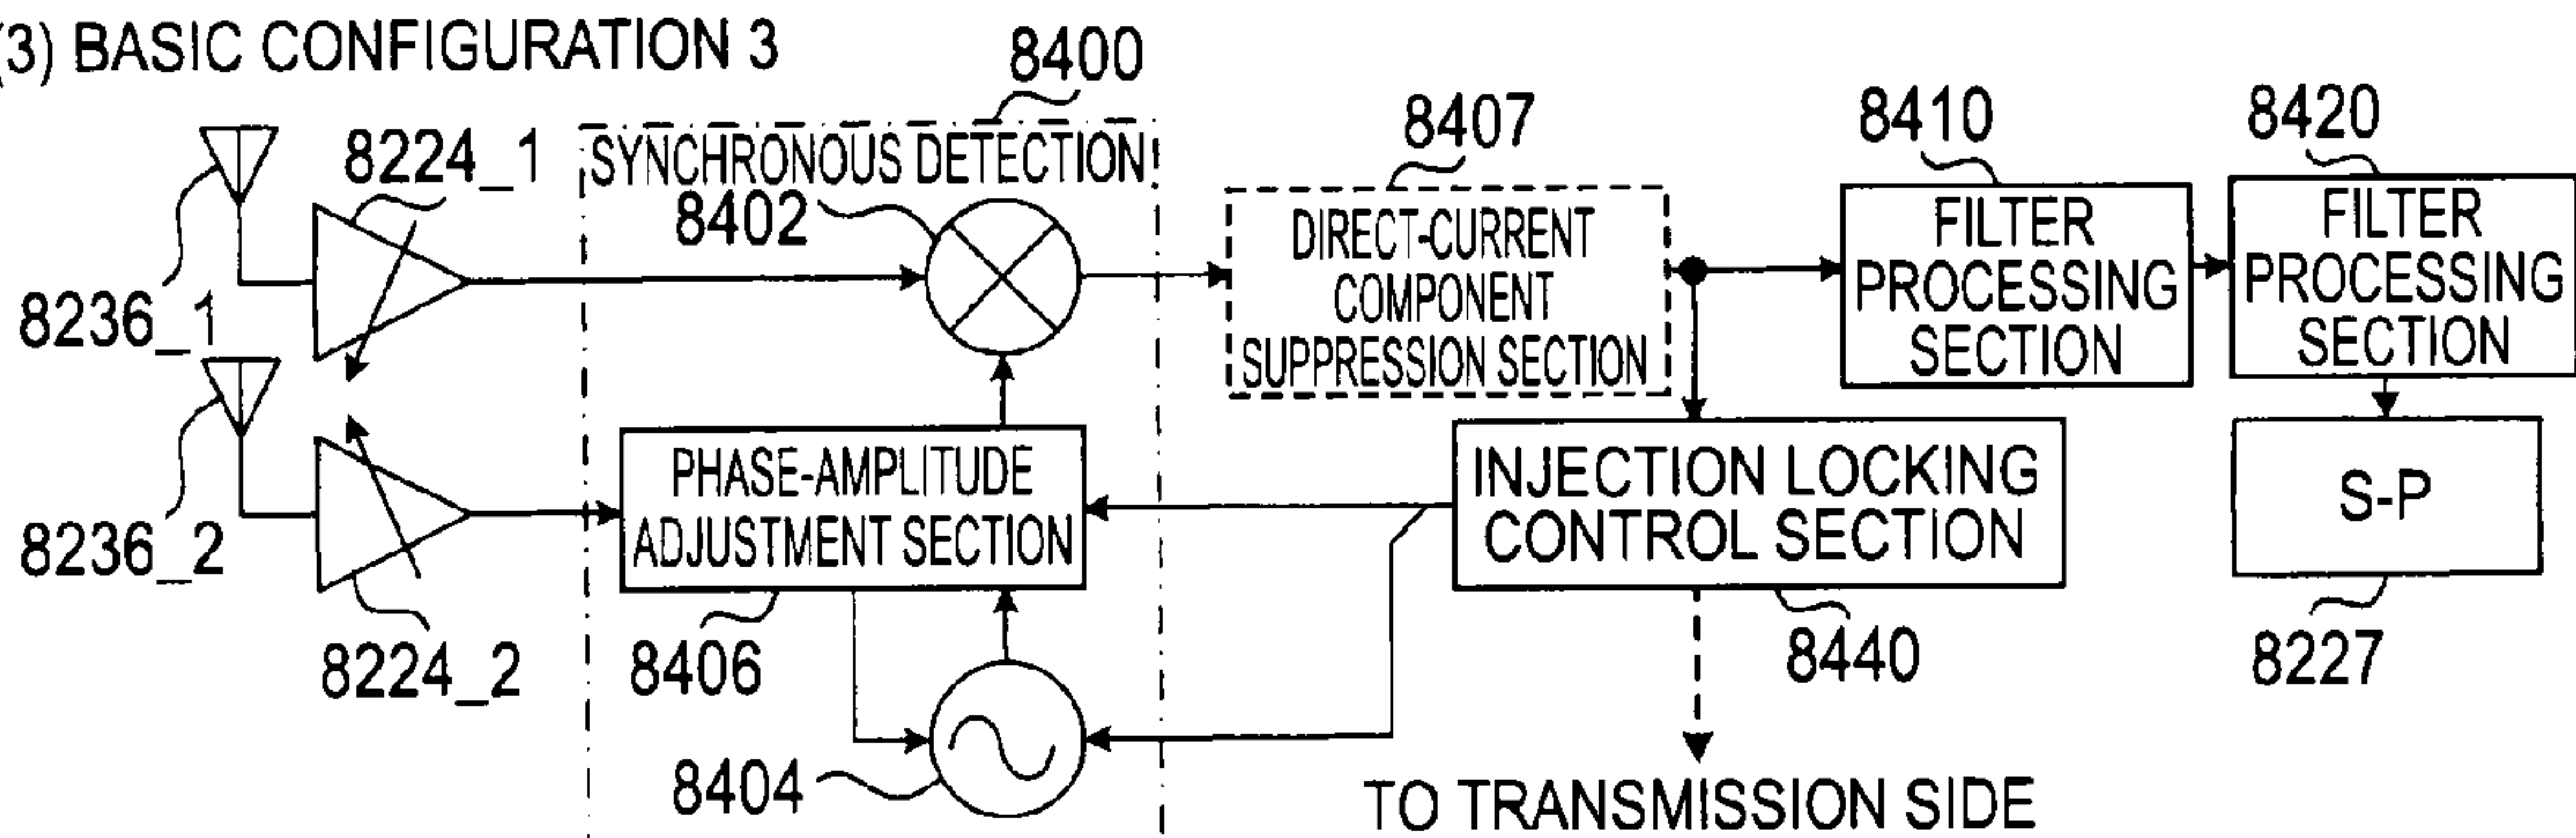 (3) BASIC CONFIGURATION 3
8400
8407
8410
8420
8224_1
SYNCHRONOUS DETECTION
8402
8236_1
DIRECT-CURRENT
COMPONENT
SUPPRESSION SECTION
FILTER
PROCESSING
SECTION
FILTER
PROCESSING
SECTION
PHASE-AMPLITUDE
ADJUSTMENT SECTION
INJECTION LOCKING
CONTROL SECTION
S-P
8236_2
8224_2
8406
8440
8227
8404
TO TRANSMISSION SIDE